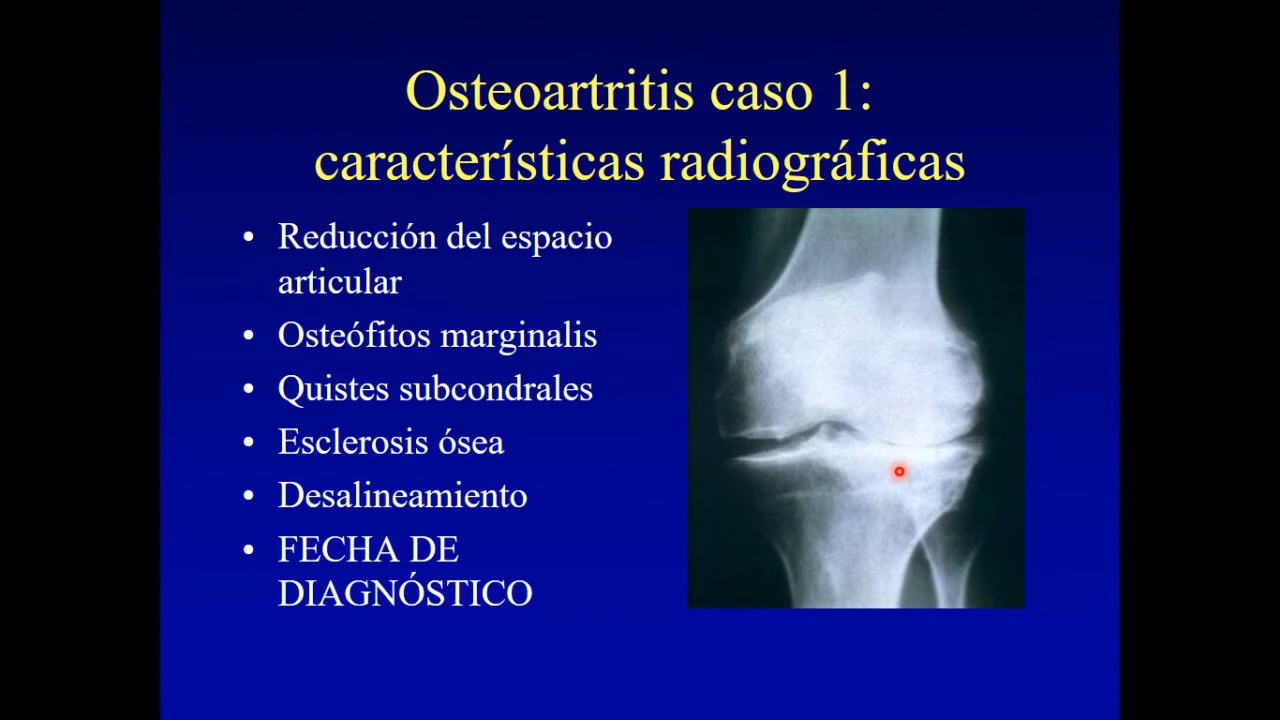 Osteoartritis caso 1:
características radiográficas
• Reducción del espacio
articular
• Osteófitos marginalis
• Quistes subcondrales
• Esclerosis ósea
• Desalineamiento
• FECHA DE
DIAGNÓSTICO